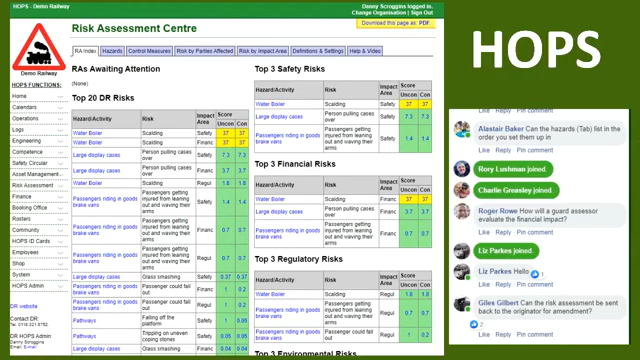 HOPS - Demo Railway
Danny Scroggins logged in.
Change Organisation | Sign Out
Download this page as: PDF.
Risk Assessment Centre
Demo Railway
RA Index
Hazards
Control Measures
Risk by Parties Affected
Risk by Impact Area
Definitions & Settings
Help & Video
HOPS FUNCTIONS:
Home
Calendars
Operations
Logs
Engineering
Competence
Safety Circular
Asset Management
Risk Assessment
Finance
Booking Office
Rosters
Community
HOPS ID Cards
Employees
Shop
System
HOPS Admin
DR website
Contact DR:
Tel: 0118 321 3752
DR HOPS Admin
Danny Scroggins
Email: E-mail
RAs Awaiting Attention
(None)
Top 20 DR Risks
Hazard/Activity Risk Impact Area Score Uncon Con
Water Boiler Scalding Safety 37 37
Water Boiler Scalding Financ 37 37
Large display cases Person pulling cases over Safety 7.3 7.3
Large display cases Person pulling cases over Financ 3.7 3.7
Water Boiler Scalding Regul 1.8 1.8
Passengers riding in goods brake vans Passengers getting injured from leaning out and waving their arms Safety 1.4 1.4
Passengers riding in goods brake vans Passengers getting injured from leaning out and waving their arms Financ 0.7 0.7
Passengers riding in goods brake vans Passengers getting injured from leaning out and waving their arms Regul 0.7 0.7
Large display cases Glass smashing Safety 0.37 0.37
Passengers riding in goods brake vans Passenger could fall out Financ 1 0.2
Passengers riding in goods brake vans Passenger could fall out Regul 1 0.2
Pathways Falling off the platform Safety 1 0.05
Pathways Tripping on uneven coping stones Safety 0.05 0.05
Large display cases Glass smashing Financ 0.04 0.04
Top 3 Safety Risks
Hazard/Activity Risk Impact Area Score Uncon Con
Water Boiler Scalding Safety 37 37
Large display cases Person pulling cases over Safety 7.3 7.3
Passengers riding in goods brake vans Passengers getting injured from leaning out and waving their arms Safety 1.4 1.4
Top 3 Financial Risks
Hazard/Activity Risk Impact Area Score Uncon Con
Water Boiler Scalding Financ 37 37
Large display cases Person pulling cases over Financ 3.7 3.7
Passengers riding in goods brake vans Passengers getting injured from leaning out and waving their arms Financ 0.7 0.7
Top 3 Regulatory Risks
Hazard/Activity Risk Impact Area Score Uncon Con
Water Boiler Scalding Regul 1.8 1.8
Passengers riding in goods brake vans Passengers getting injured from leaning out and waving their arms Regul 0.7 0.7
Passengers riding in goods brake vans Passenger could fall out Regul 1 0.2
Top 3 Environmental Risks
HOPS
Like Reply Pin Comment
Alastair Baker Can the hazards (Tab) list in the
order you set them up in
Like Reply Pin Comment
Rory Lushman joined.
Charlie Greasley joined.
Roger Rowe How will a guard assessor
evaluate the financial impact?
Like Reply Pin Comment
Liz Parkes joined.
Liz Parkes Hello 1
Like Reply Pin Comment
Giles Gilbert Can the risk assessment be sent
back to the originator for amendment?
2
Like Reply Pin Comment